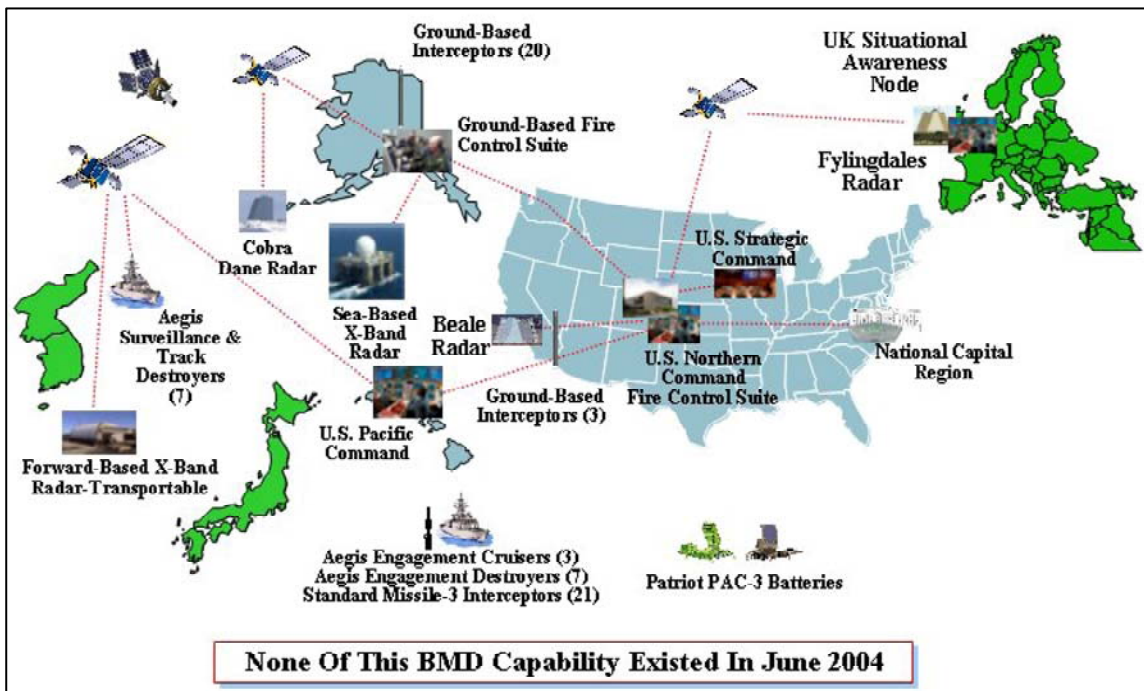 Ground-Based
Interceptors (20)
UK Situational
Awareness
Node
Ground-Based Fire
Control Suite
Fylingdales
Radar
Cobra
Dane Radar
U.S. Strategic
Command
Aegis
Surveillance &
Track
Destroyers
(7)
Sea-Based
X-Band
Radar
Beale
Radar
National Capital
Region
U.S. Northern
Command
Fire Control Suite
Ground-Based
Interceptors (3)
U.S. Pacific
Command
Forward-Based X-Band
Radar-Transportable
Aegis Engagement Cruisers (3)
Aegis Engagement Destroyers (7)
Standard Missile-3 Interceptors (21)
Patriot PAC-3 Batteries
None Of This BMD Capability Existed In June 2004